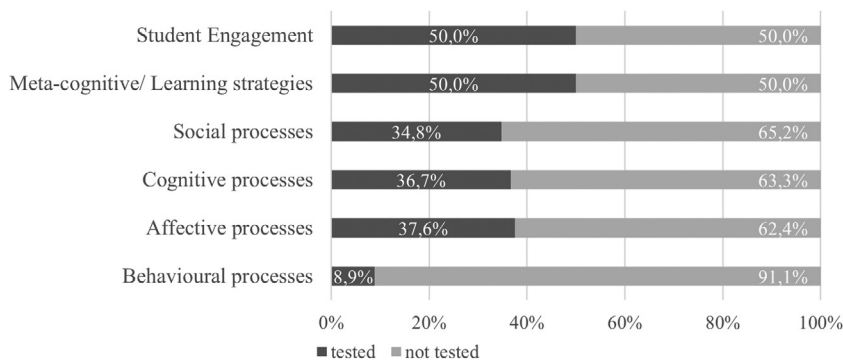 Student Engagement 50,0% 50,0%
Meta-cognitive/ Learning strategies 50,0% 50,0%
Social processes 34,8% 65,2%
Cognitive processes 36,7% 63,3%
Affective processes 37,6% 62,4%
Behavioural processes 8,9% 91,1%
0% 20% 40% 60% 80% 100%
tested not tested